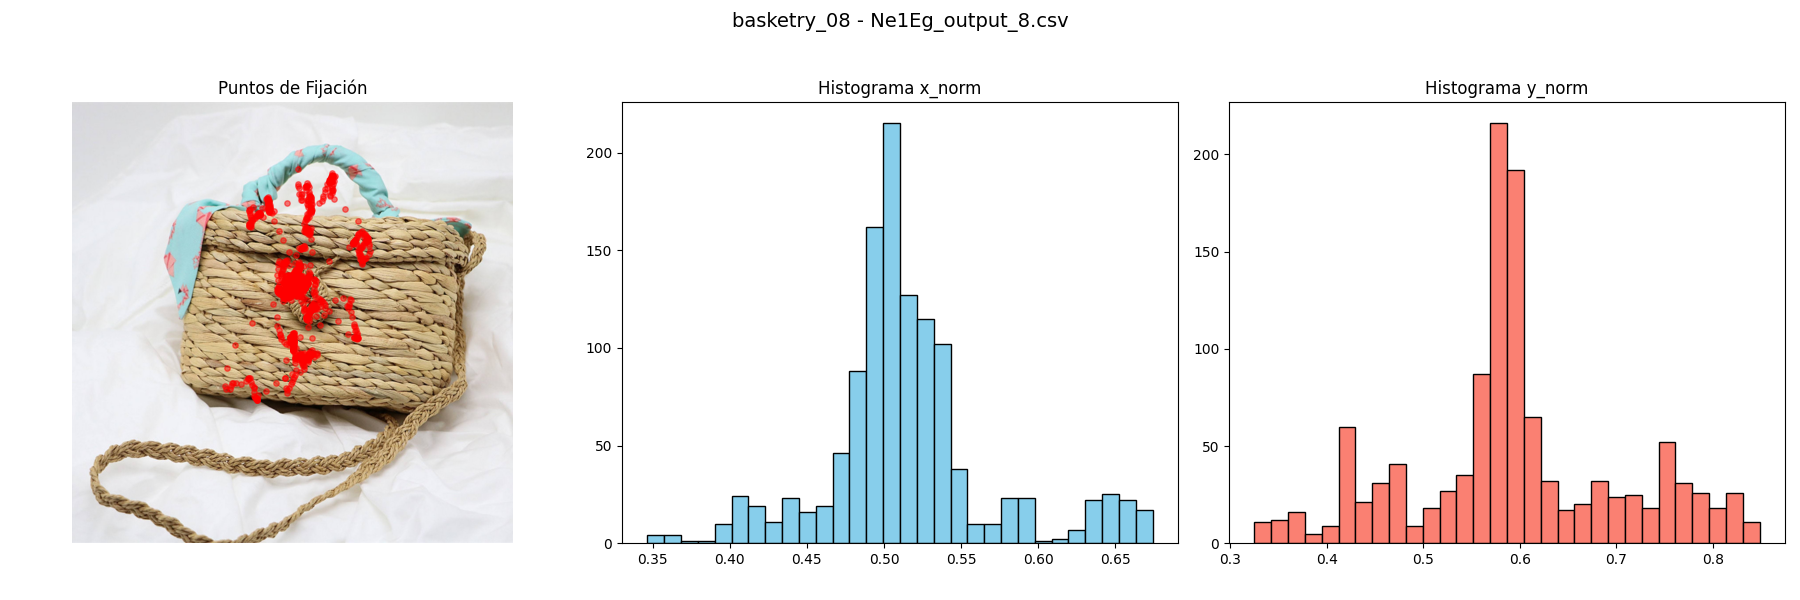 basketry_08 - Ne1Eg_output_8.csv
Puntos de Fijación
Histograma x_norm
Histograma y_norm
200
150
100
50
0
0.35 0.40 0.45 0.50 0.55 0.60 0.65
200
150
100
50
0
0.3 0.4 0.5 0.6 0.7 0.8